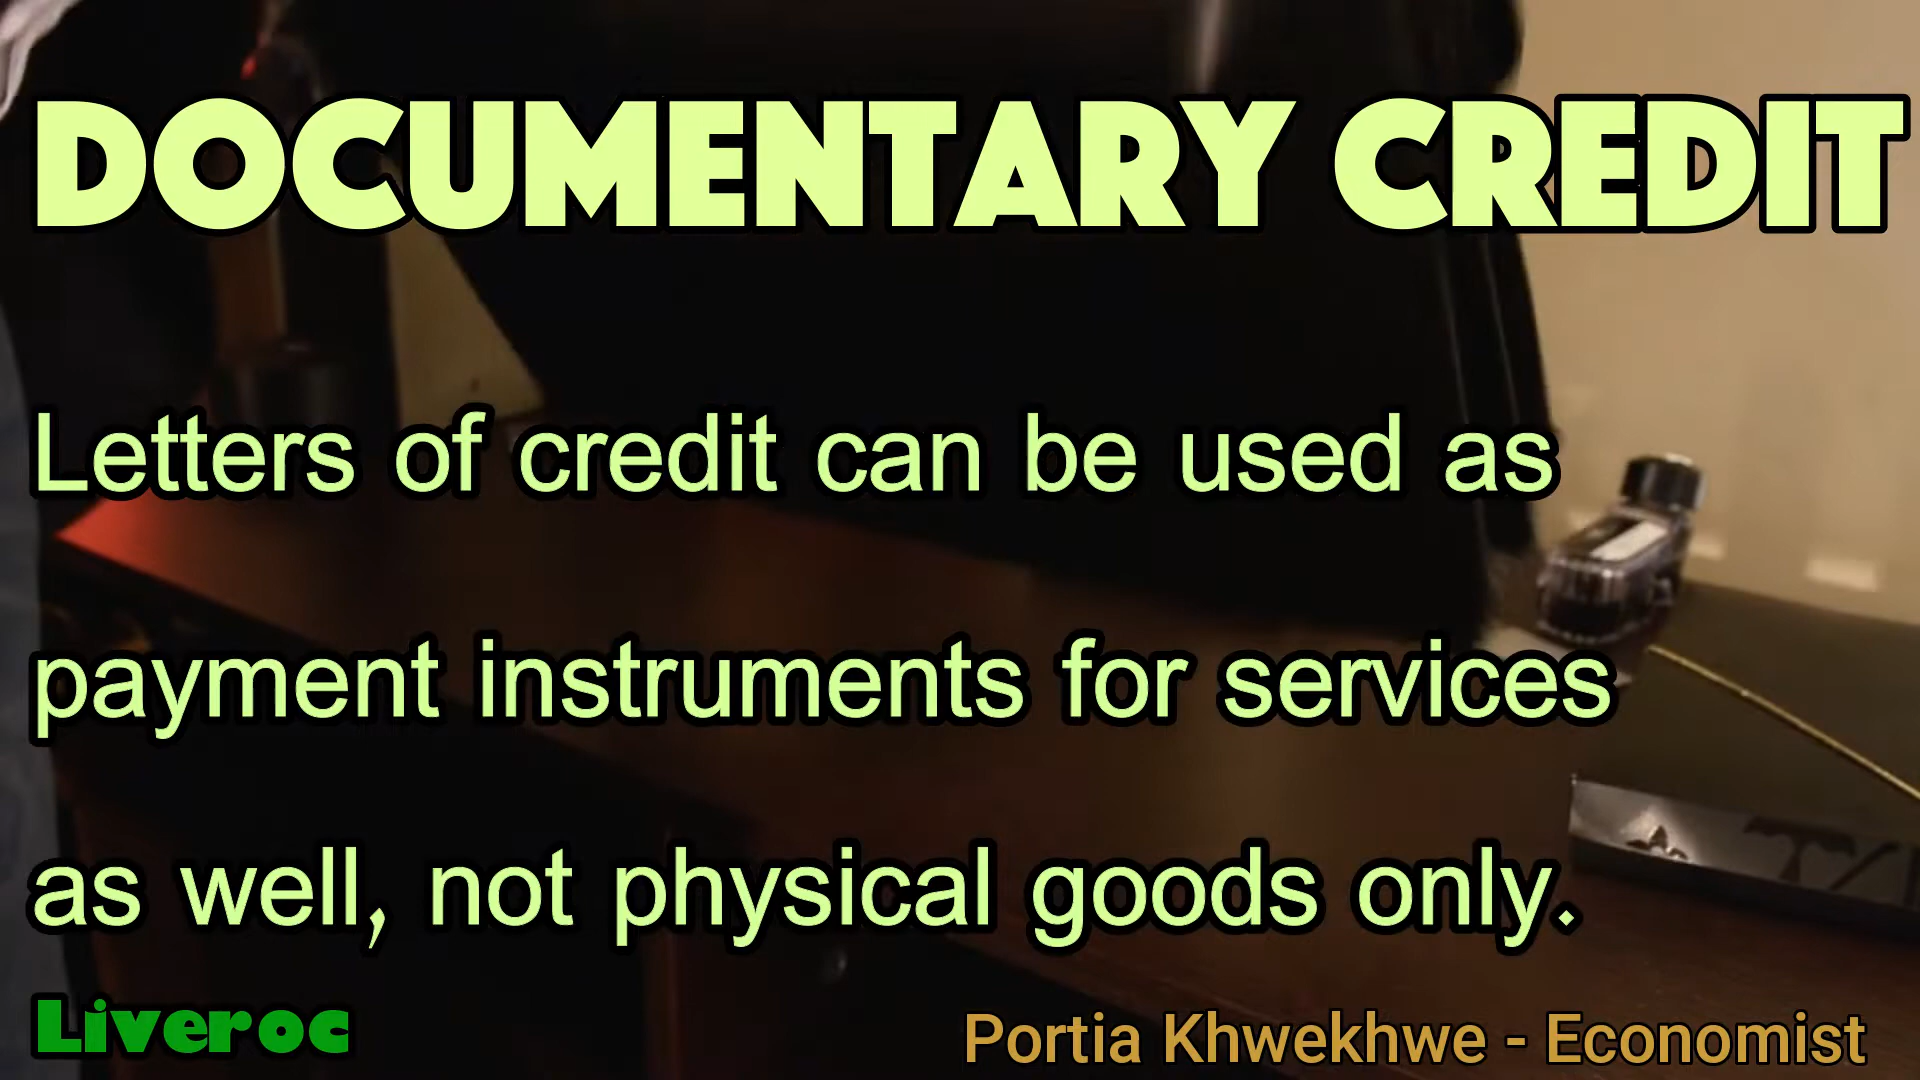 DOCUMENTARY CREDIT
Letters of credit can be used as
payment instruments for services
as well, not physical goods only.
Liveroc
Portia Khwekhwe - Economist